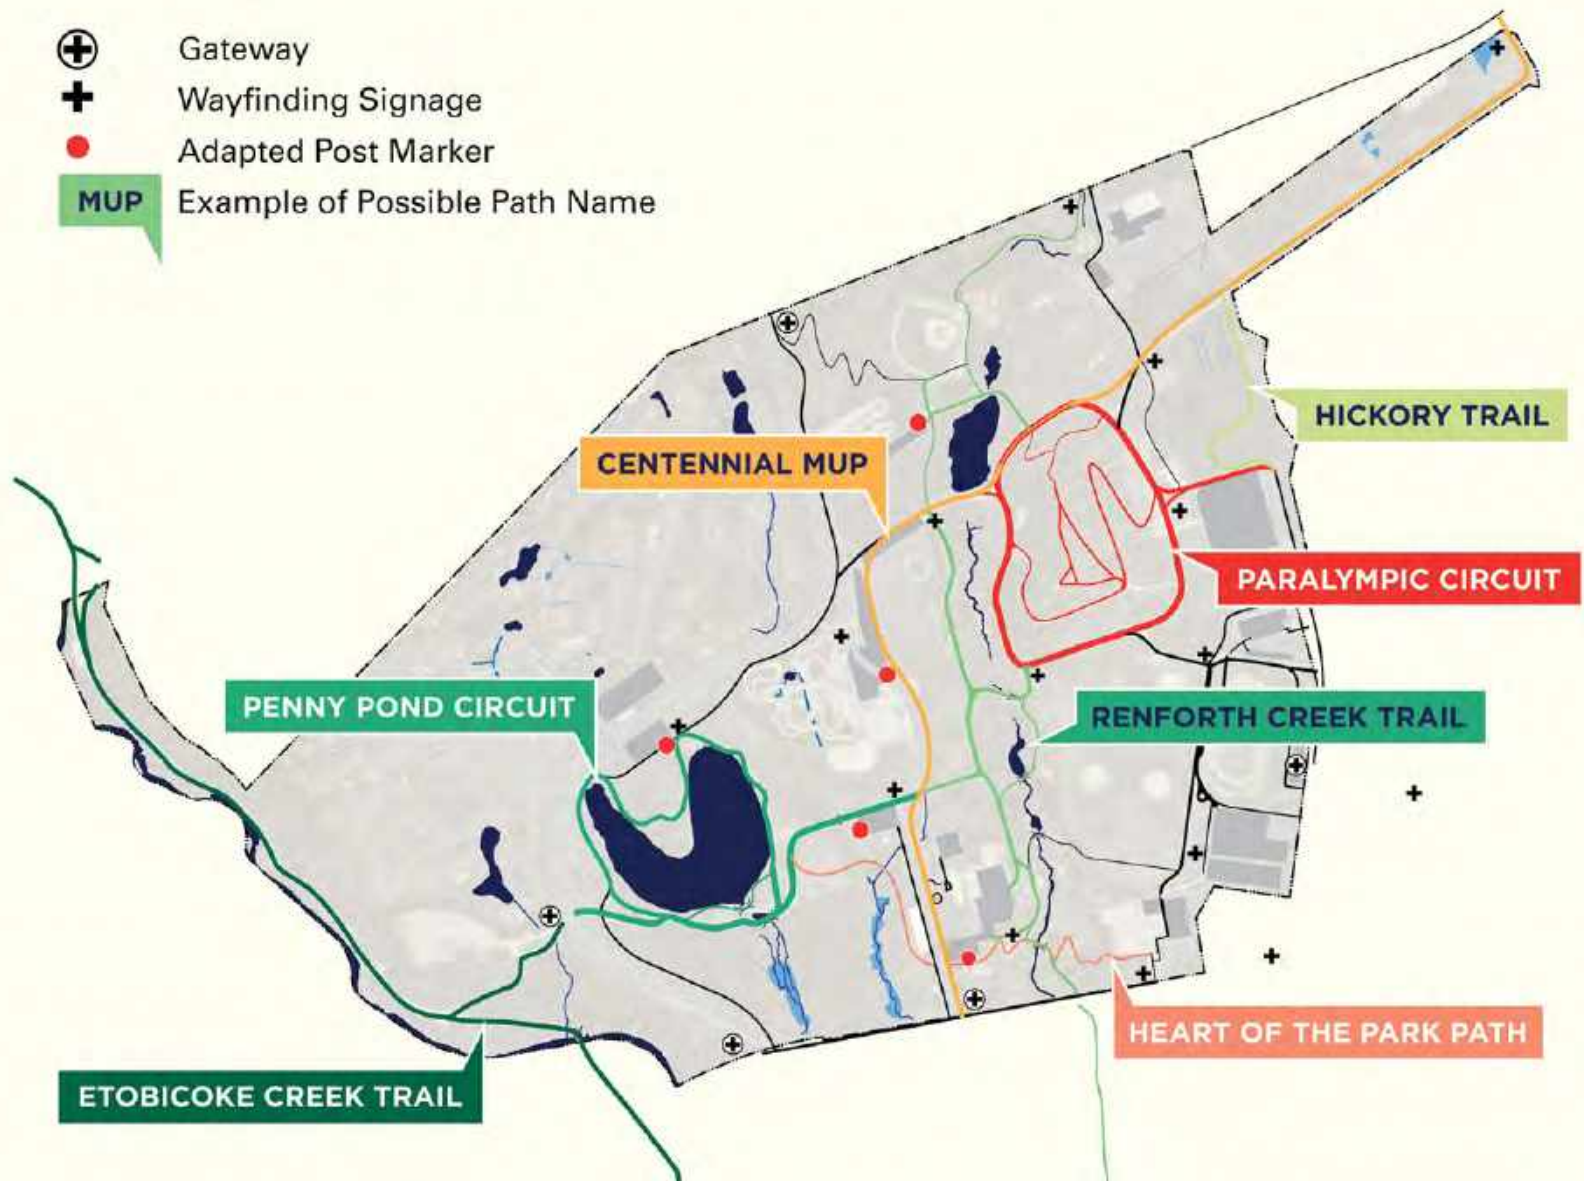 Gateway
Wayfinding Signage
Adapted Post Marker
MUP Example of Possible Path Name
HICKORY TRAIL
CENTENNIAL MUP
PARALYMPIC CIRCUIT
PENNY POND CIRCUIT
RENFORTH CREEK TRAIL
HEART OF THE PARK PATH
ETOBICOKE CREEK TRAIL